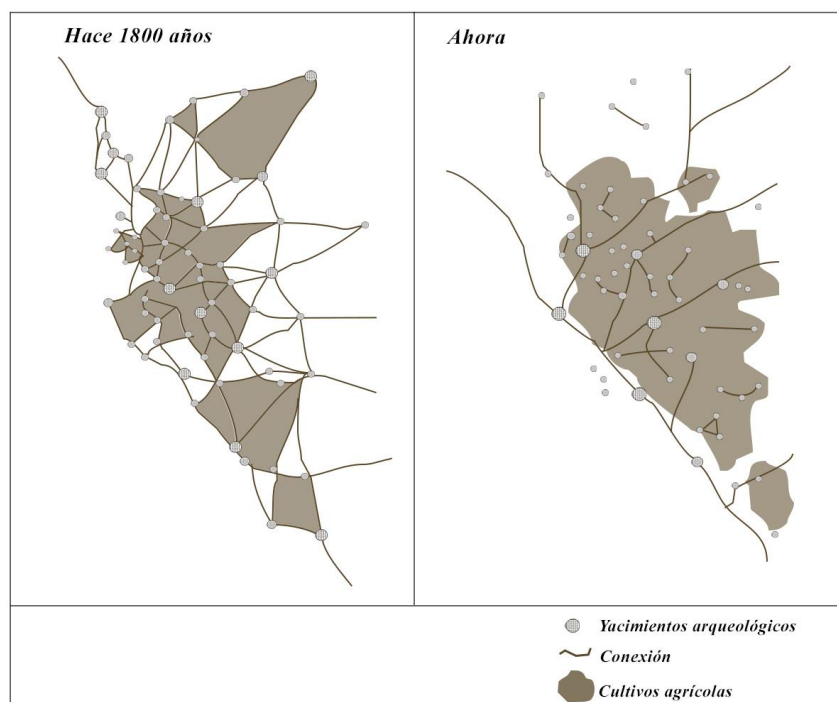 Hace 1800 años
Ahora
Yacimientos arqueológicos
Conexión
Cultivos agrícolas